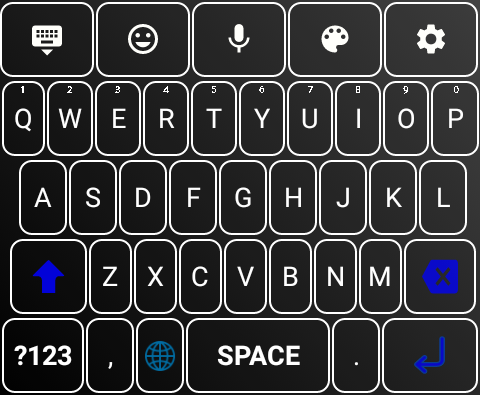 1 2 3 4 5 6 7 8 9 0
Q W E R T Y U I O P
A S D F G H J K L
Z X C V B N M
?123 , SPACE .